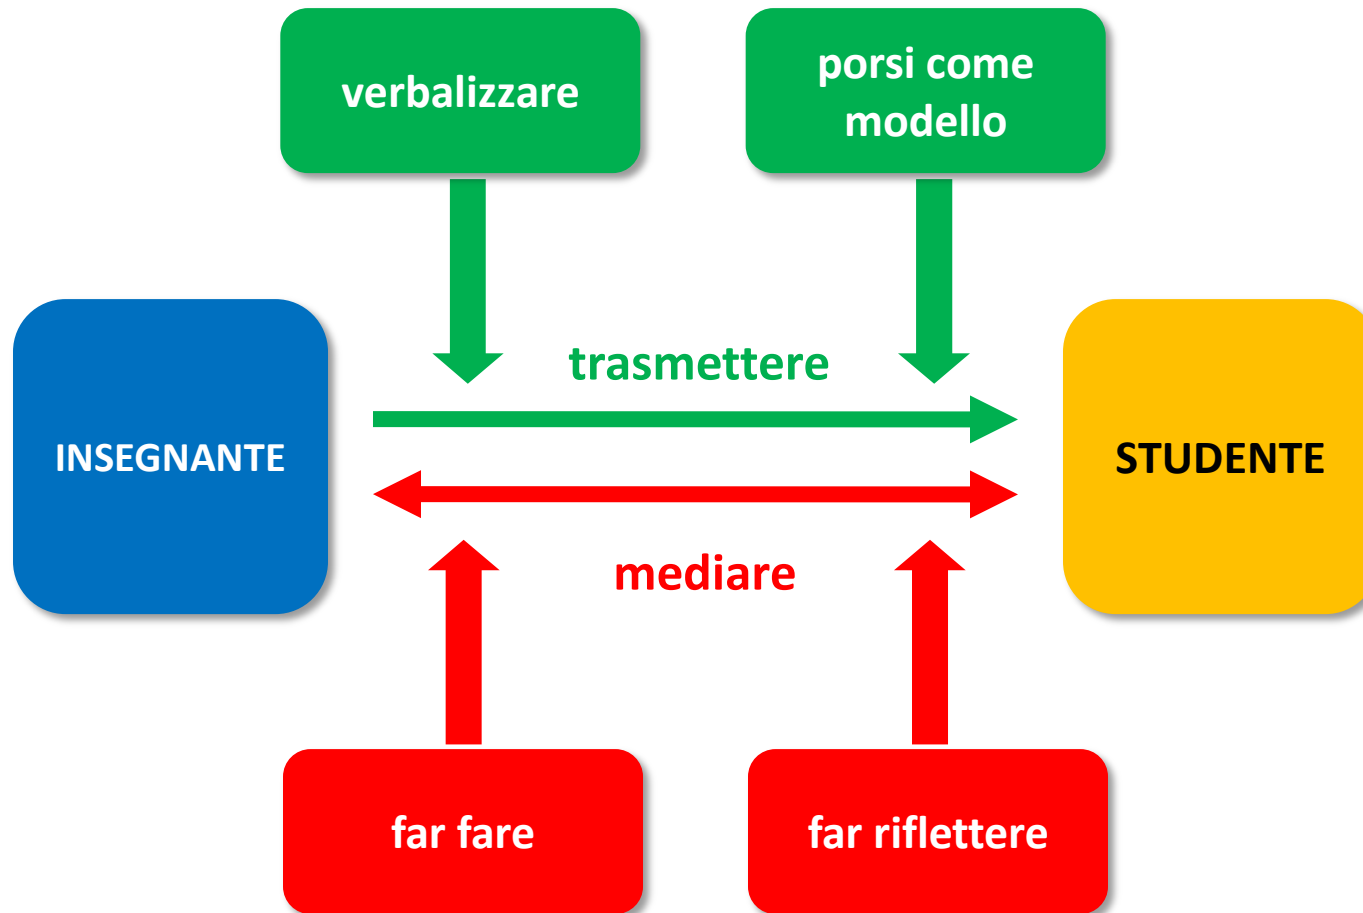 verbalizzare
porsi come
modello
trasmettere
INSEGNANTE
STUDENTE
mediare
far fare
far riflettere